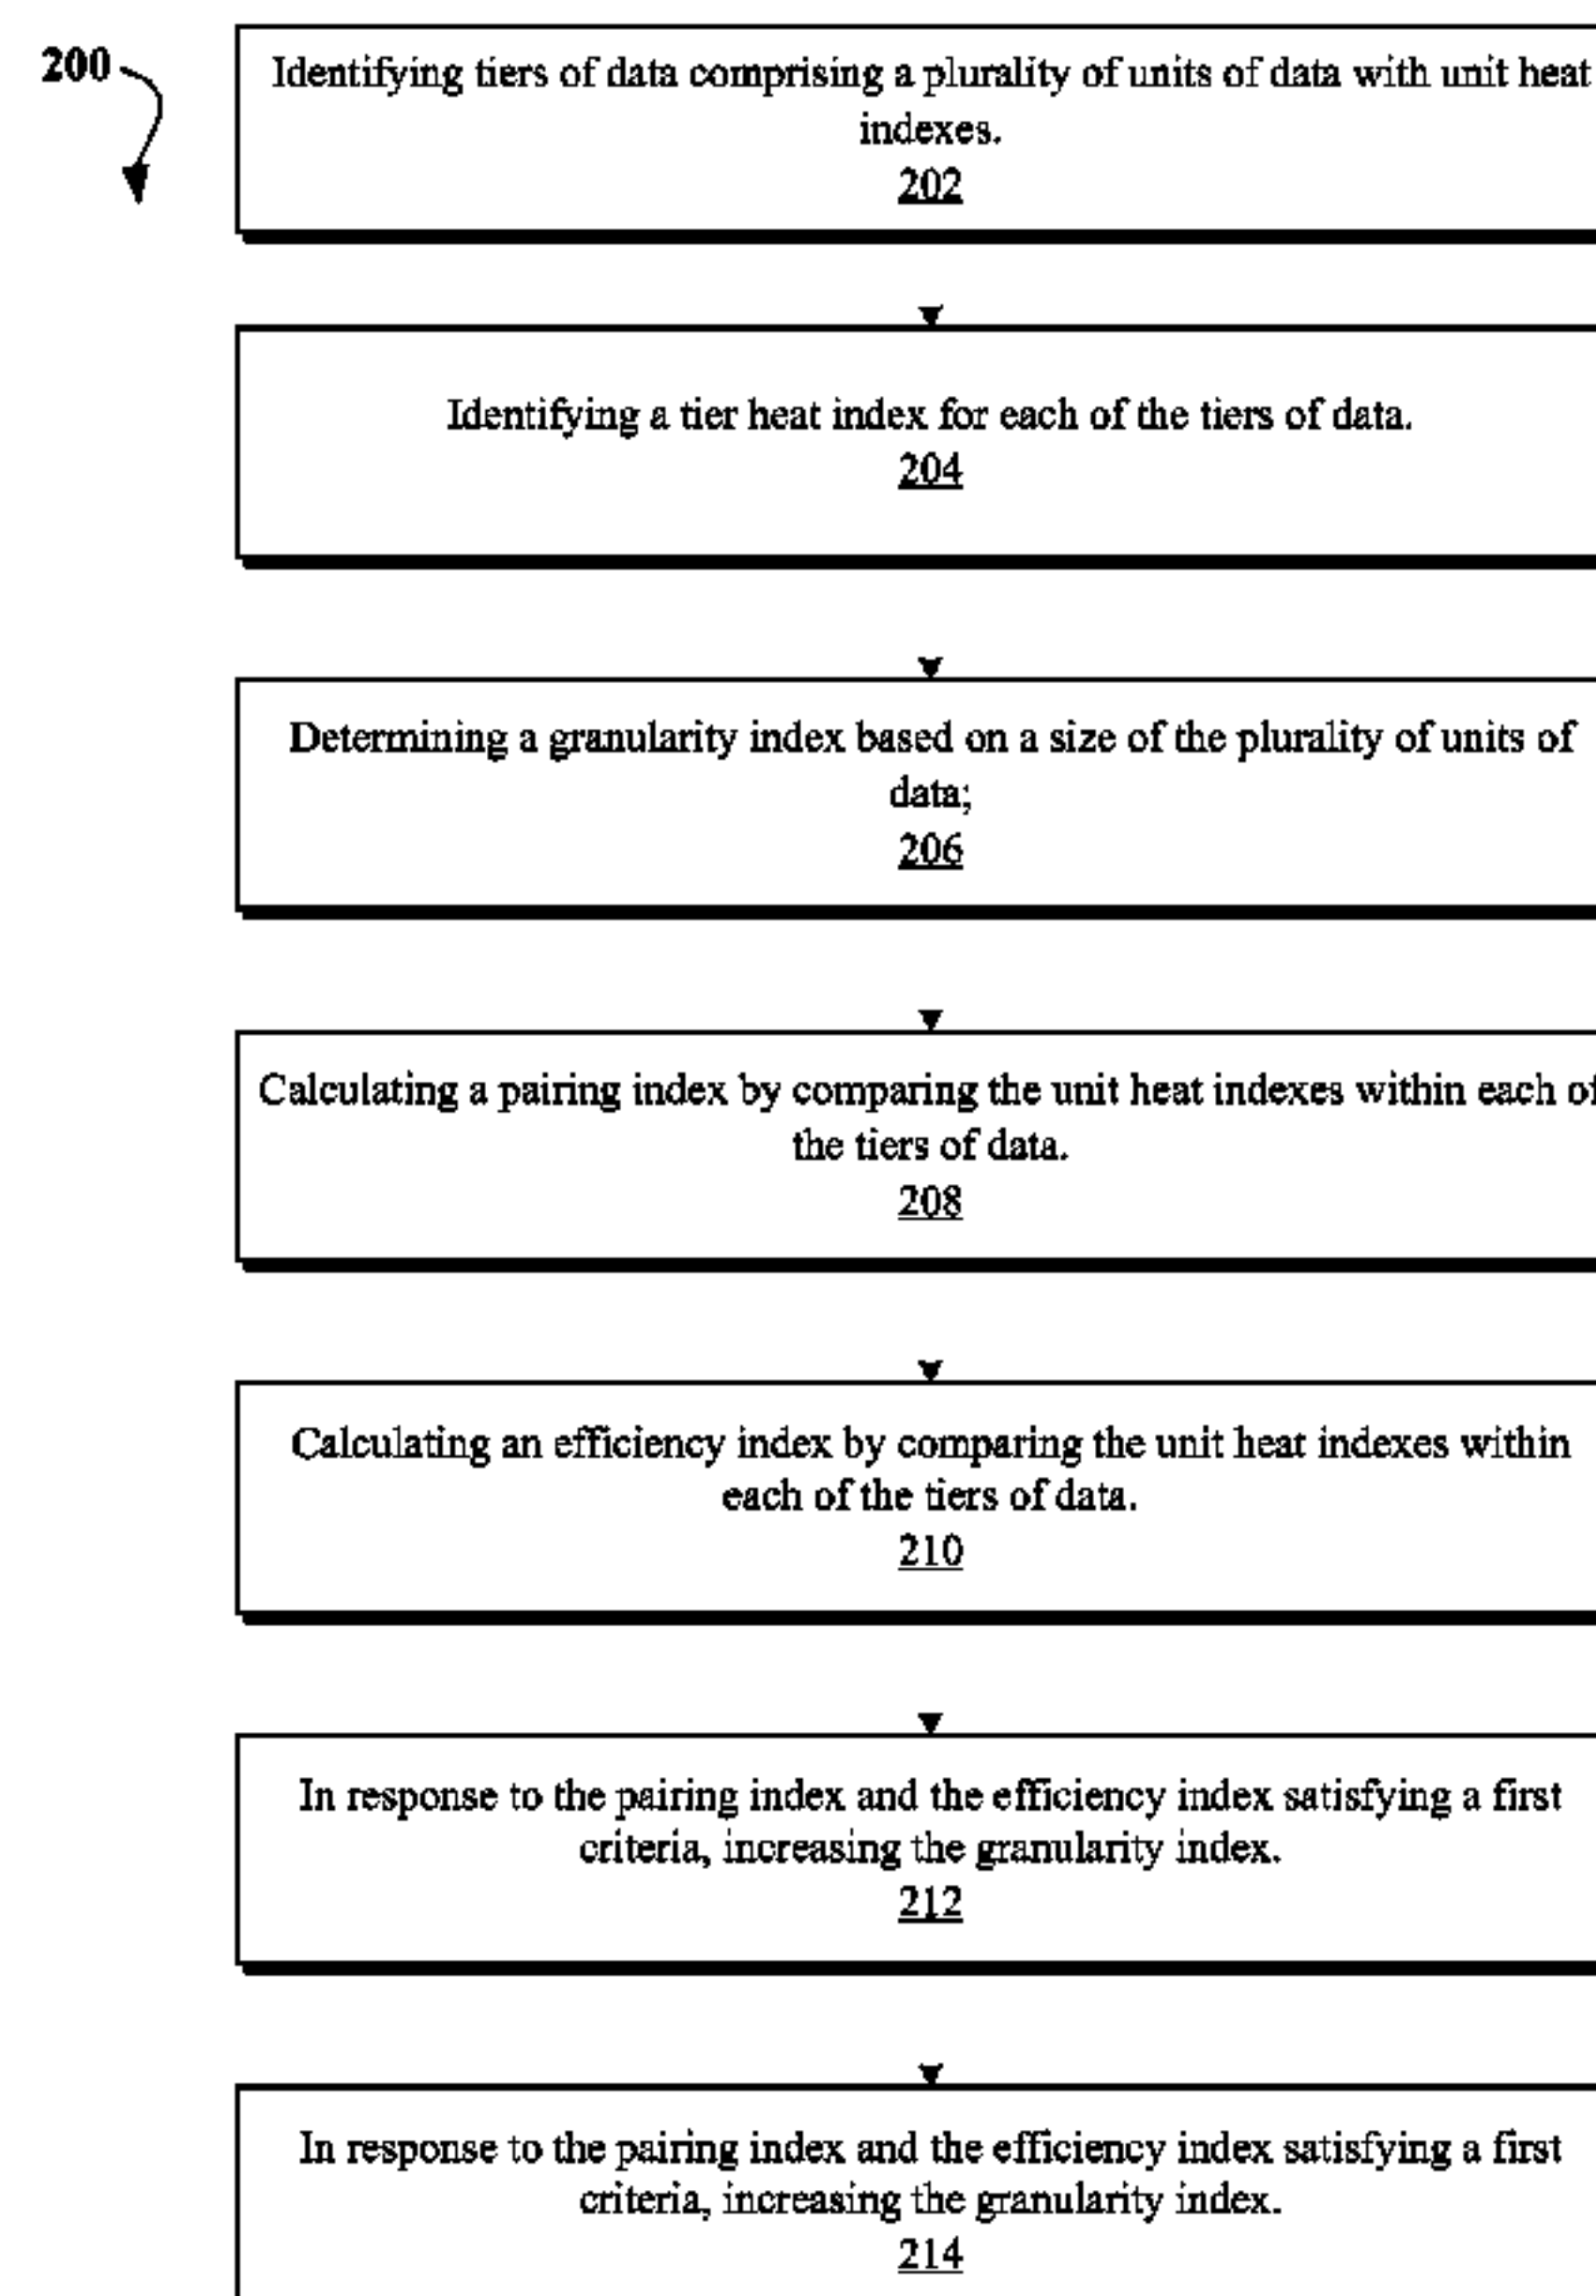 200
Identifying tiers of data comprising a plurality of units of data with unit heat
indexes.
202
Identifying a tier heat index for each of the tiers of data.
204
Determining a granularity index based on a size of the plurality of units of
data;
206
Calculating a pairing index by comparing the unit heat indexes within each of
the tiers of data.
208
Calculating an efficiency index by comparing the unit heat indexes within
each of the tiers of data.
210
In response to the pairing index and the efficiency index satisfying a first
criteria, increasing the granularity index.
212
In response to the pairing index and the efficiency index satisfying a first
criteria, increasing the granularity index.
214